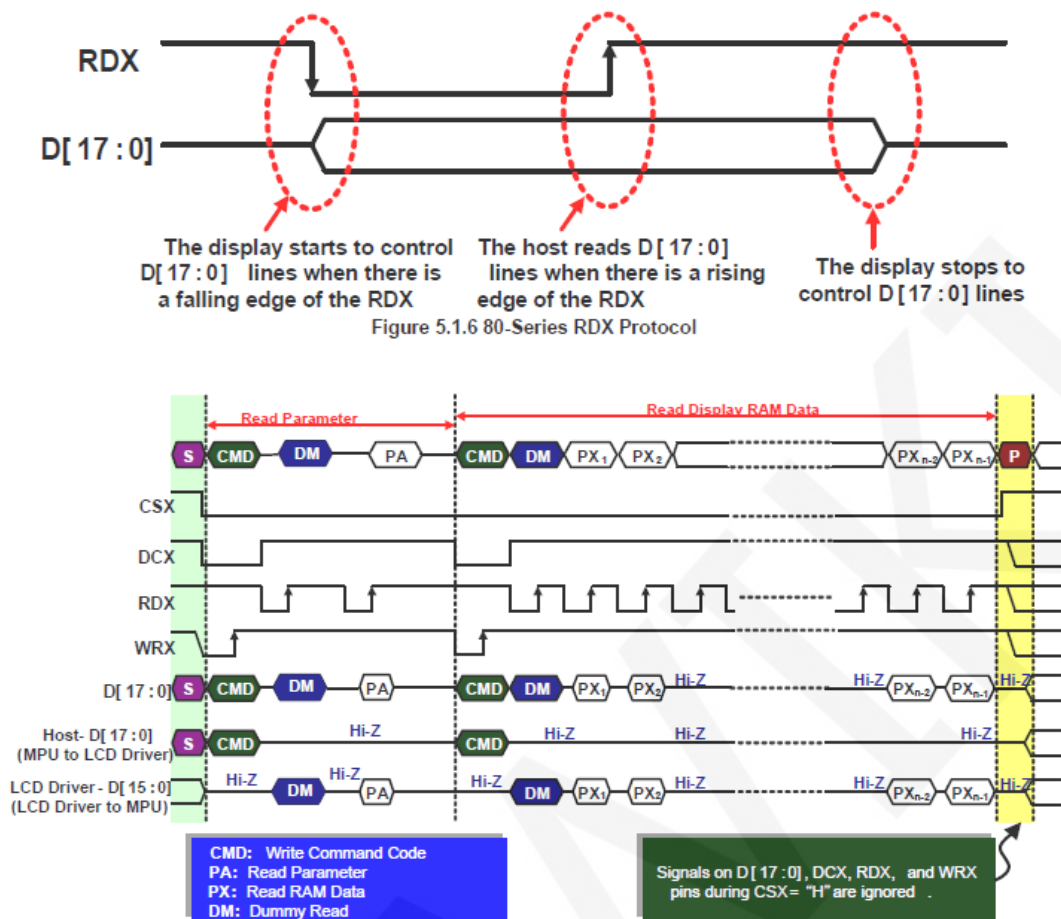 RDX
D[17:0]
The display starts to control
D[17:0] lines when there is
a falling edge of the RDX
The host reads D[17:0]
lines when there is a rising
edge of the RDX
The display stops to
control D[17:0] lines
Figure 5.1.6 80-Series RDX Protocol
Read Parameter
Read Display RAM Data
S CMD DM PA CMD DM PX1 PX2 PXn-2 PXn-1 P
CSX
DCX
RDX
WRX
D[17:0] S CMD DM PA CMD DM PX1 PX2 Hi-Z Hi-Z PXn-2 PXn-1 Hi-Z
Host- D[17:0]
(MPU to LCD Driver)
S CMD Hi-Z CMD Hi-Z Hi-Z Hi-Z Hi-Z
LCD Driver - D[15:0]
(LCD Driver to MPU)
Hi-Z DM Hi-Z PA Hi-Z DM PX1 PX2 Hi-Z Hi-Z PXn-2 PXn-1 Hi-Z
CMD: Write Command Code
PA: Read Parameter
PX: Read RAM Data
DM: Dummy Read
Signals on D[17:0], DCX, RDX, and WRX
pins during CSX= “H” are ignored .